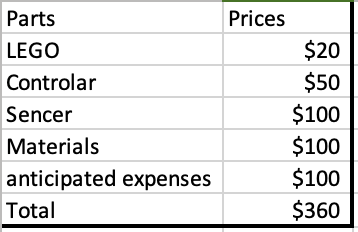 Parts Prices
LEGO $20
Controlar $50
Sencer $100
Materials $100
anticipated expenses $100
Total $360